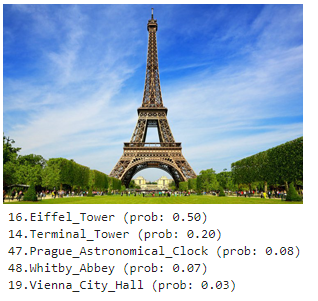 16.Eiffel_Tower (prob: 0.50)
14.Terminal_Tower (prob: 0.20)
47.Prague_Astronomical_Clock (prob: 0.08)
48.Whitby_Abbey (prob: 0.07)
19.Vienna_City_Hall (prob: 0.03)